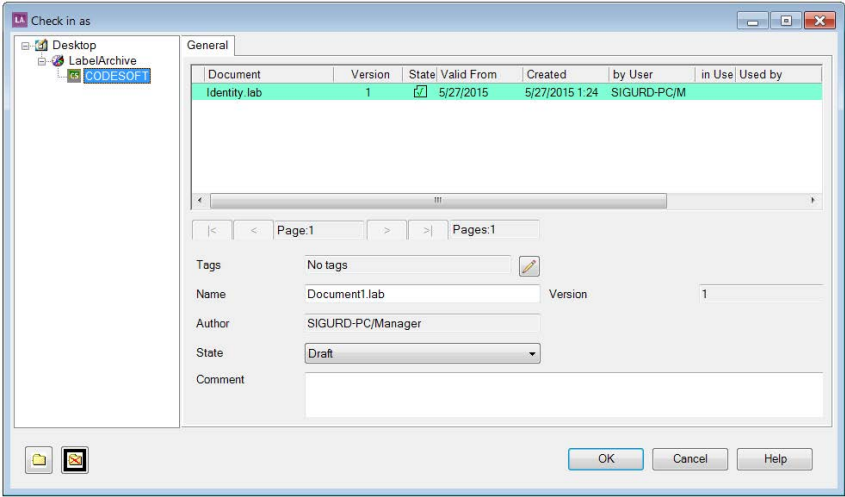 LA Check in as
Desktop
LabelArchive
CS CODESOFT
General
Document Version State Valid From Created by User in Use Used by
Identity.lab 1 5/27/2015 5/27/2015 1:24 SIGURD-PC/M
|< < Page:1 > >| Pages:1
Tags No tags
Name Document1.lab Version 1
Author SIGURD-PC/Manager
State Draft
Comment
OK Cancel Help